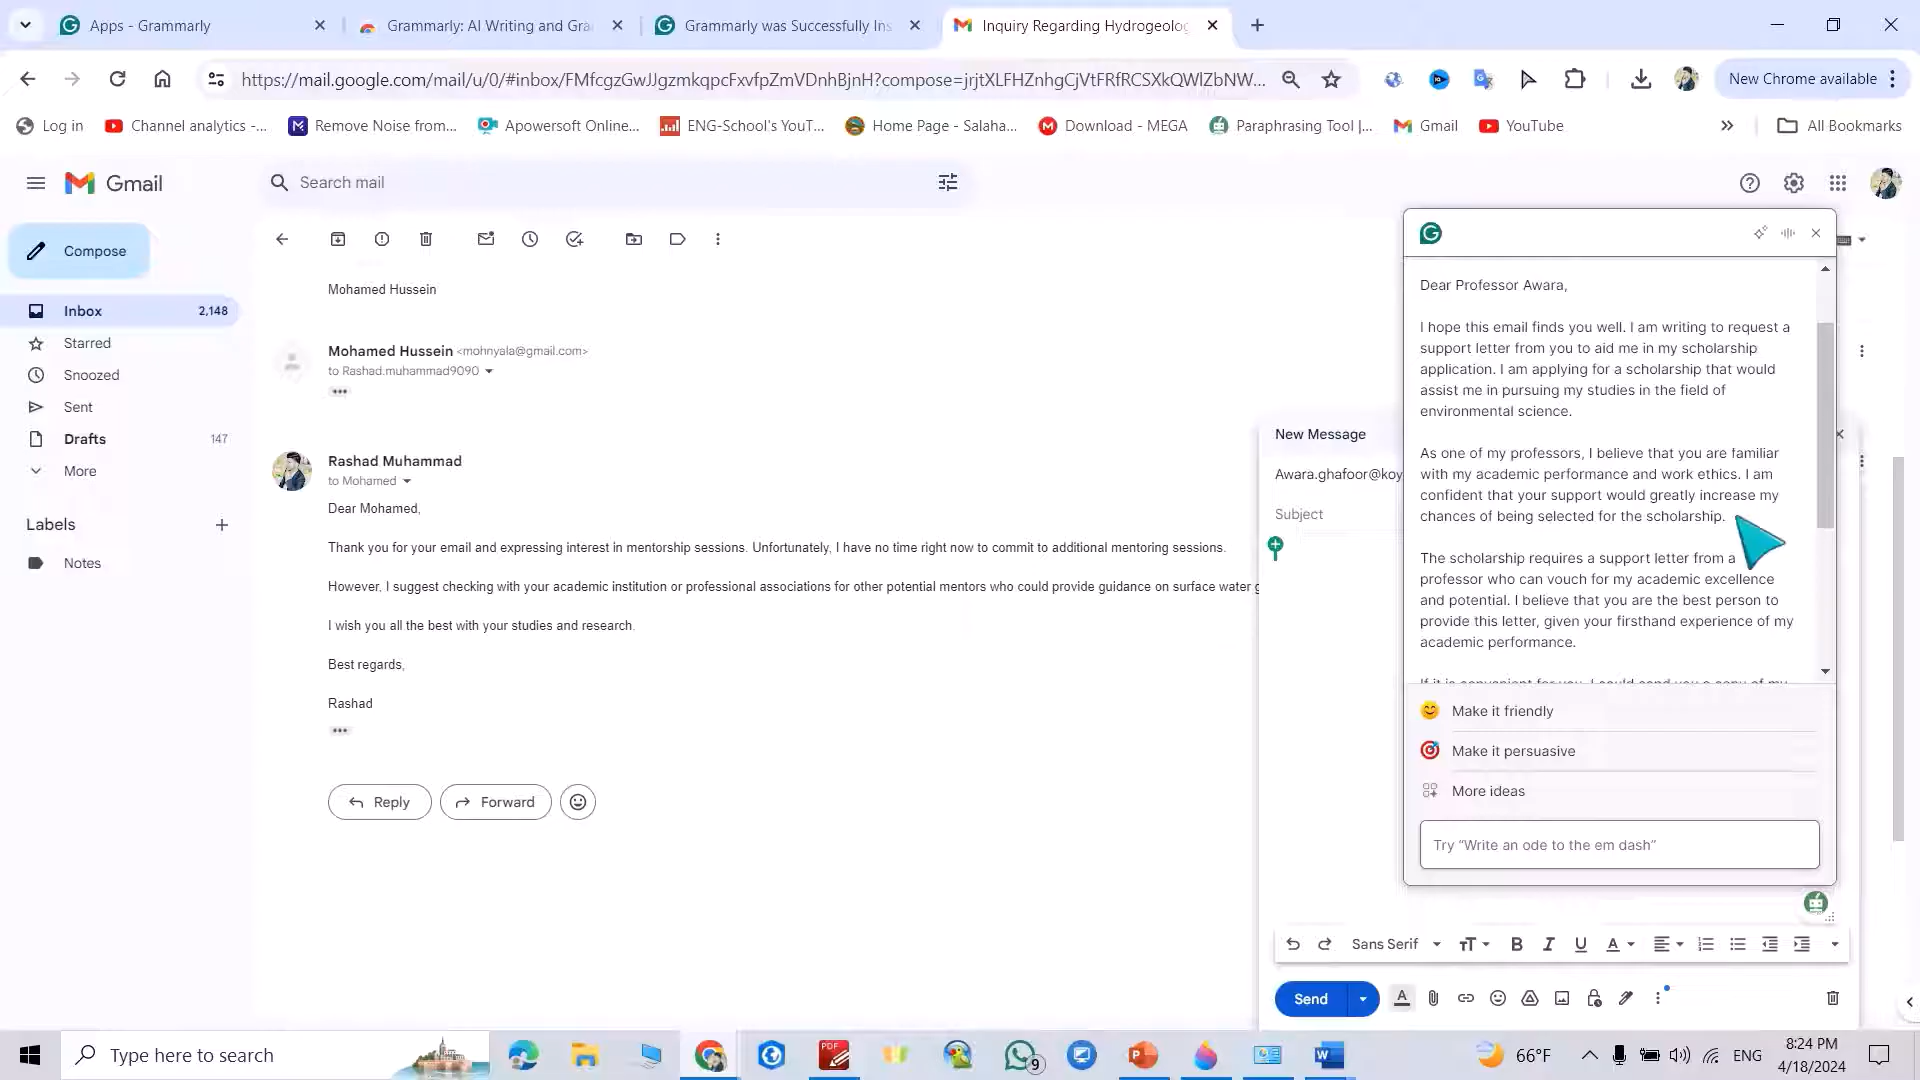 Apps - Grammarly
Grammarly: AI Writing and Gra
Grammarly was Successfully Ins
Inquiry Regarding Hydrogeolog
https://mail.google.com/mail/u/0/#inbox/FMfcgzGwJJgzmkqpcFxvfpZmVDnhBjnH?compose=jrjtXLFHZnhgCjVtFRfRCSXkQWlZbNW...
New Chrome available
Log in
Channel analytics -...
Remove Noise from...
Apowersoft Online...
ENG-School's YouT...
Home Page - Salaha...
Download - MEGA
Paraphrasing Tool |...
Gmail
YouTube
All Bookmarks
Gmail
Search mail
Compose
Inbox 2,148
Starred
Snoozed
Sent
Drafts 147
More
Labels
Notes
Mohamed Hussein
Mohamed Hussein <mohnyala@gmail.com>
to Rashad.muhammad9090
Rashad Muhammad
to Mohamed
Dear Mohamed,
Thank you for your email and expressing interest in mentorship sessions. Unfortunately, I have no time right now to commit to additional mentoring sessions.
However, I suggest checking with your academic institution or professional associations for other potential mentors who could provide guidance on surface water
I wish you all the best with your studies and research.
Best regards,
Rashad
Reply
Forward
New Message
Awara.ghafoor@koy
Subject
Dear Professor Awara,
I hope this email finds you well. I am writing to request a
support letter from you to aid me in my scholarship
application. I am applying for a scholarship that would
assist me in pursuing my studies in the field of
environmental science.
As one of my professors, I believe that you are familiar
with my academic performance and work ethics. I am
confident that your support would greatly increase my
chances of being selected for the scholarship.
The scholarship requires a support letter from a
professor who can vouch for my academic excellence
and potential. I believe that you are the best person to
provide this letter, given your firsthand experience of my
academic performance.
If it is convenient for you, I could send you a copy of my
Make it friendly
Make it persuasive
More ideas
Try “Write an ode to the em dash”
Sans Serif
Send
Type here to search
9
66°F
ENG
8:24 PM
4/18/2024